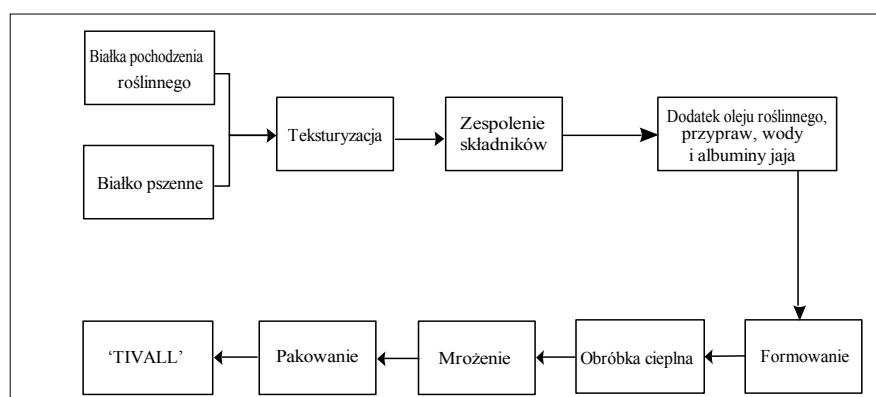 Białka pochodzenia
roślinnego
Białko pszenne
Teksturyzacja
Zespolenie
składników
Dodatek oleju roślinnego,
przypraw, wody
i albuminy jaja
Formowanie
Obróbka cieplna
Mrożenie
Pakowanie
‘TIVALL’